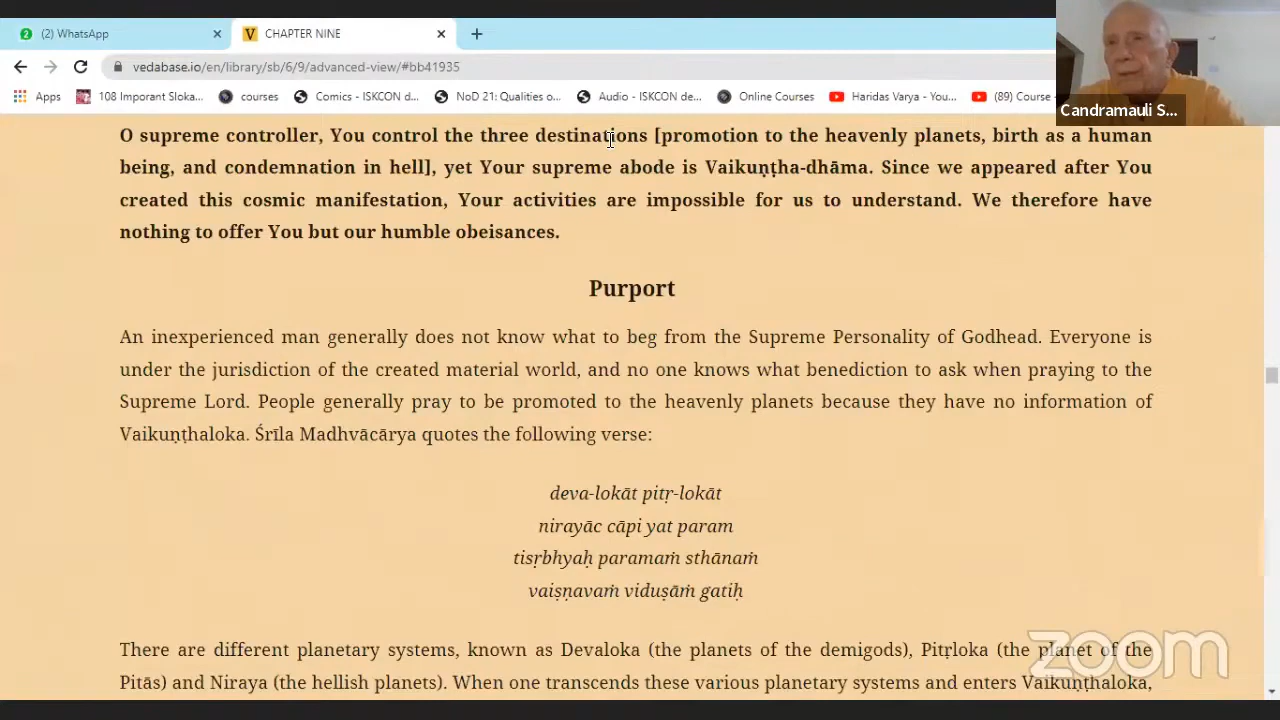 (2) WhatsApp
CHAPTER NINE
vedabase.io/en/library/sb/6/9/advanced-view/#bb41935
Apps 108 Imporant Sloka... courses Comics - ISKCON d... NoD 21: Qualities o... Audio - ISKCON de... Online Courses Haridas Varya - You... (89) Course -
Candramauli S...
O supreme controller, You control the three destinations [promotion to the heavenly planets, birth as a human
being, and condemnation in hell], yet Your supreme abode is Vaikuṇṭha-dhāma. Since we appeared after You
created this cosmic manifestation, Your activities are impossible for us to understand. We therefore have
nothing to offer You but our humble obeisances.
Purport
An inexperienced man generally does not know what to beg from the Supreme Personality of Godhead. Everyone is
under the jurisdiction of the created material world, and no one knows what benediction to ask when praying to the
Supreme Lord. People generally pray to be promoted to the heavenly planets because they have no information of
Vaikuṇṭhaloka. Śrīla Madhvācārya quotes the following verse:
deva-lokāt pitṛ-lokāt
nirayāc cāpi yat param
tisṛbhyaḥ paramaṁ sthānaṁ
vaiṣṇavaṁ viduṣāṁ gatiḥ
There are different planetary systems, known as Devaloka (the planets of the demigods), Pitṛloka (the planet of the
Pitās) and Niraya (the hellish planets). When one transcends these various planetary systems and enters Vaikuṇṭhaloka,
zoom